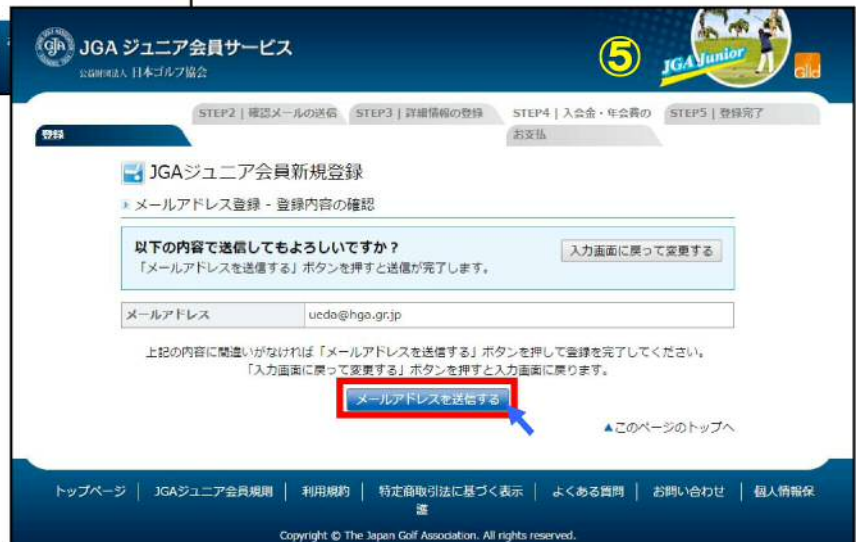 JGA ジュニア会員サービス
公益財団法人 日本ゴルフ協会
⑤
JGA Junior
STEP2 | 確認メールの送信
STEP3 | 詳細情報の登録
STEP4 | 入会金・年会費の
お支払
STEP5 | 登録完了
登録
JGAジュニア会員新規登録
メールアドレス登録 - 登録内容の確認
以下の内容で送信してもよろしいですか?
「メールアドレスを送信する」ボタンを押すと送信が完了します。
入力画面に戻って変更する
メールアドレス ueda@hga.gr.jp
上記の内容に間違いがなければ「メールアドレスを送信する」ボタンを押して登録を完了してください。
「入力画面に戻って変更する」ボタンを押すと入力画面に戻ります。
メールアドレスを送信する
▲このページのトップへ
トップページ | JGAジュニア会員規則 | 利用規約 | 特定商取引法に基づく表示 | よくある質問 | お問い合わせ | 個人情報保
護
Copyright © The Japan Golf Association. All rights reserved.